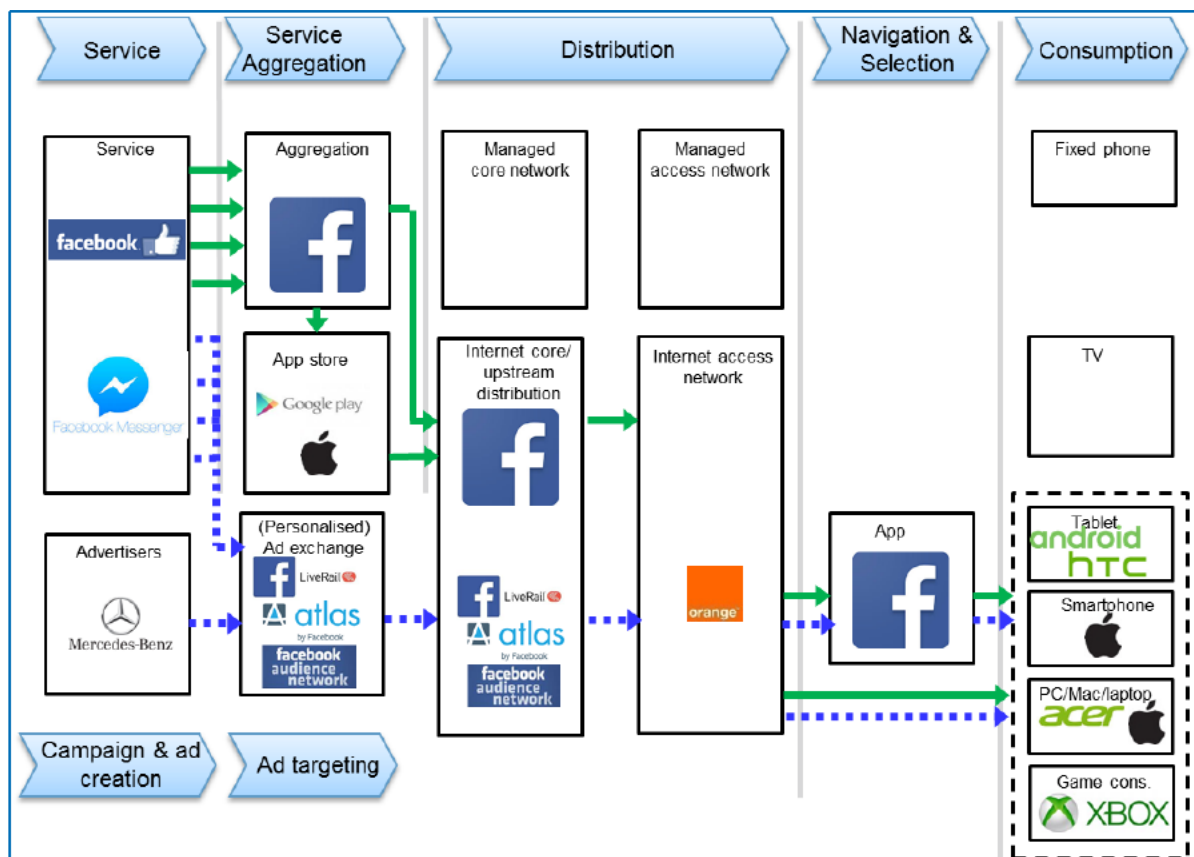 Service
Service
Aggregation
Distribution
Navigation &
Selection
Consumption
Service
facebook
Facebook Messenger
Aggregation
App store
Google play
Managed
core network
Managed
access network
Fixed phone
Internet core/
upstream
distribution
Internet access
network
orange™
TV
Advertisers
Mercedes-Benz
(Personalised)
Ad exchange
LiveRail
atlas
by Facebook
facebook
audience
network
LiveRail
atlas
by Facebook
facebook
audience
network
App
Tablet
android
hTC
Smartphone
PC/Mac/laptop
acer
Game cons.
XBOX
Campaign & ad
creation
Ad targeting